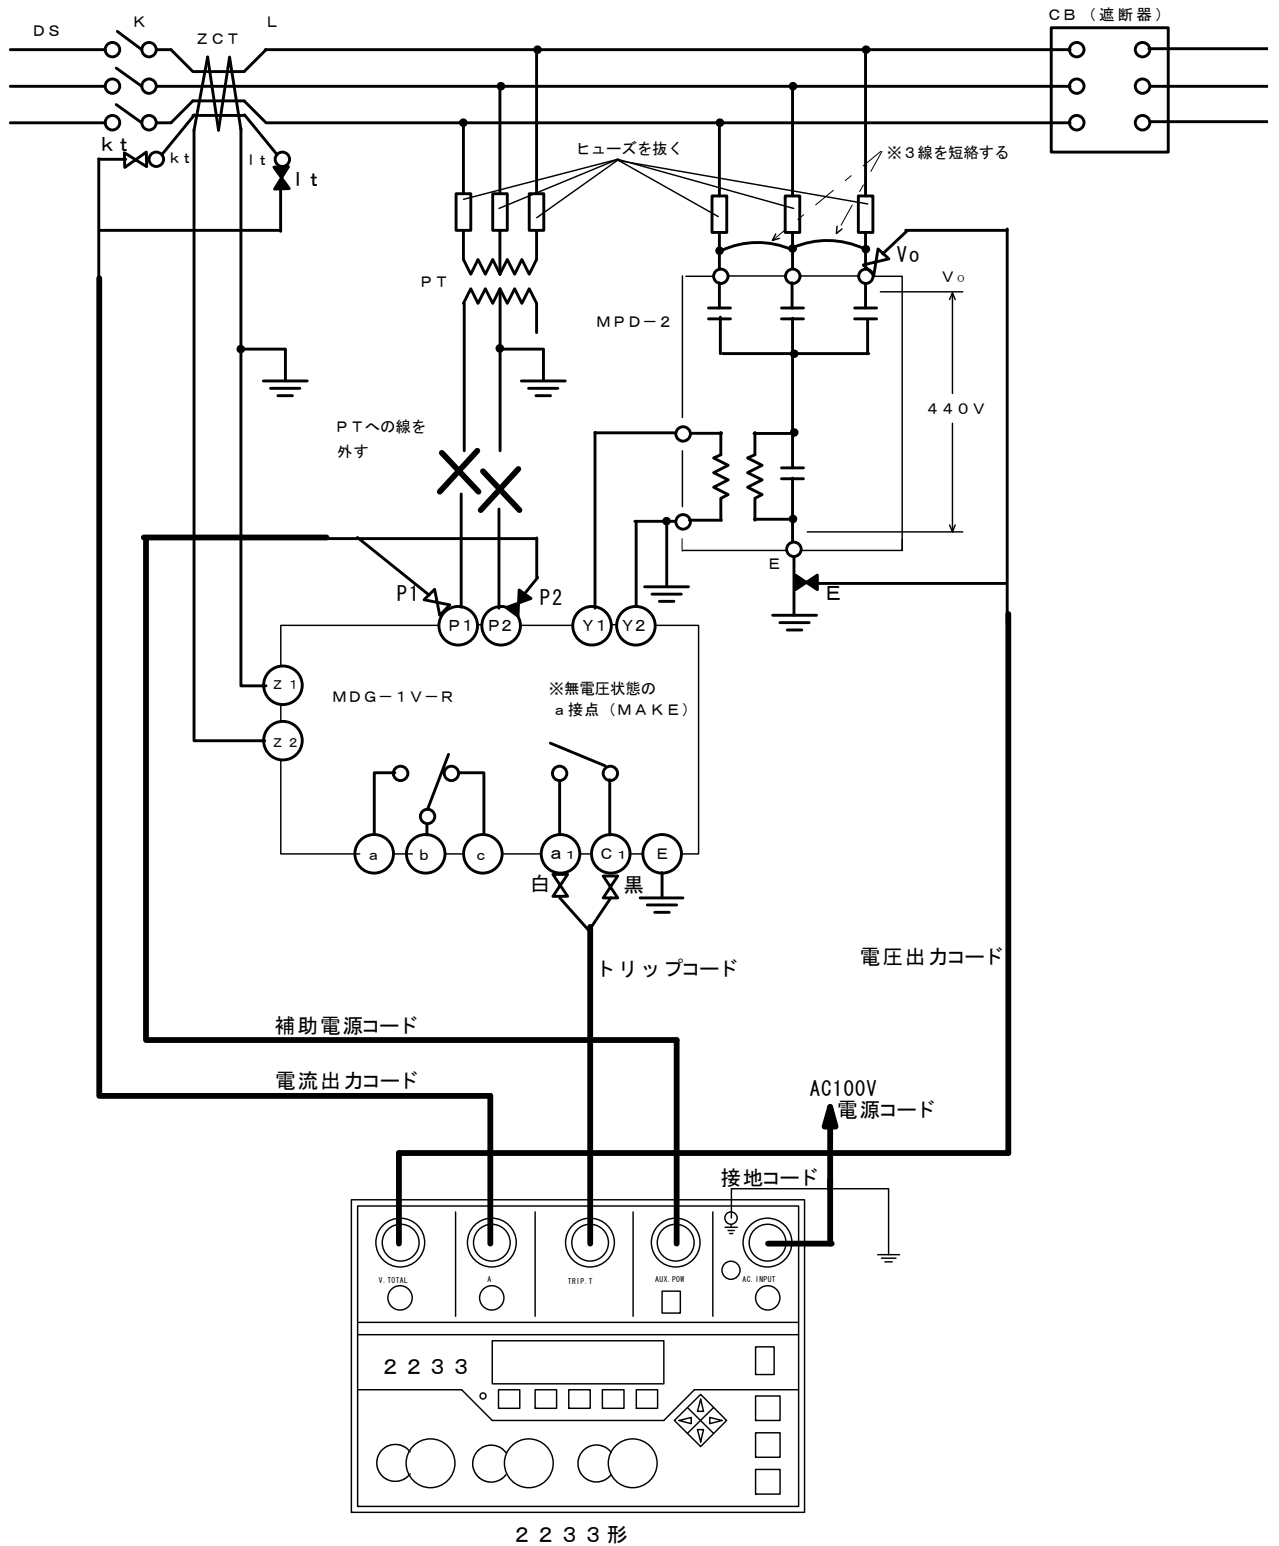 CB（遮断器）
DS
K
ZCT
L
kt
kt
lt
lt
ヒューズを抜く
※３線を短絡する
Vo
Vo
PT
MPD−2
440V
PTへの線を
外す
E
E
P1
P2
P1
P2
Y1
Y2
Z1
MDG−1V−R
※無電圧状態の
a接点（MAKE）
Z2
a
b
c
a1
C1
E
白
黒
トリップコード
電圧出力コード
補助電源コード
電流出力コード
AC100V
電源コード
接地コード
V.TOTAL
A
TRIP.T
AUX.POW
AC.INPUT
2233
2233形